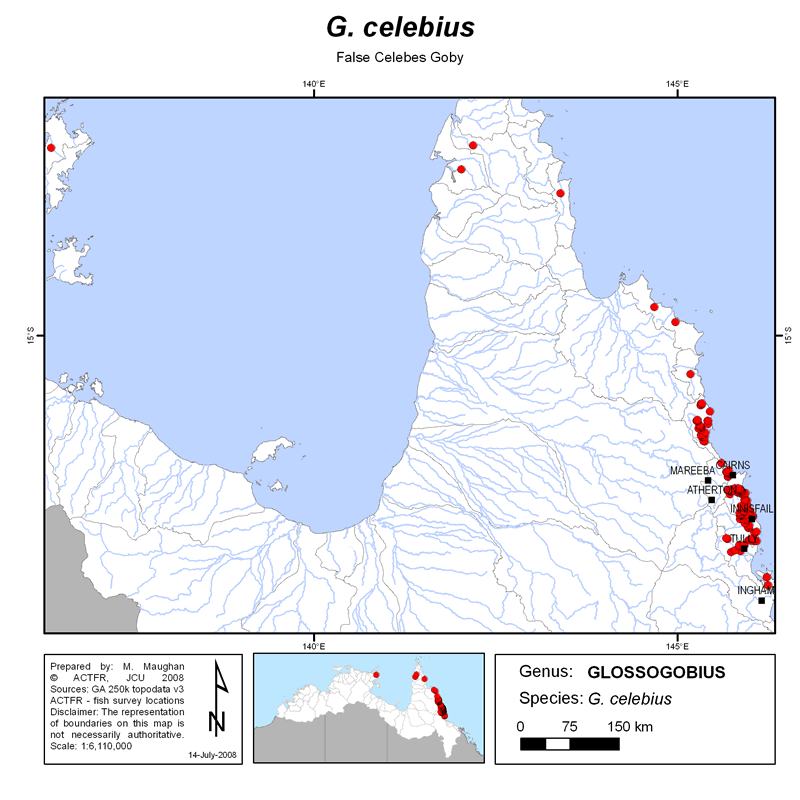 G. celebius
False Celebes Goby
140°E
145°E
15°S
15°S
MAREEBA
CAIRNS
ATHERTON
INNISFAIL
TULLY
INGHAM
140°E
145°E
Prepared by: M. Maughan
© ACTFR, JCU 2008
Sources: GA 250k topodata v3
ACTFR - fish survey locations
Disclaimer: The representation
of boundaries on this map is
not necessarily authoritative.
Scale: 1:6,110,000
14-July-2008
N
Genus: GLOSSOGOBIUS
Species: G. celebius
0 75 150 km